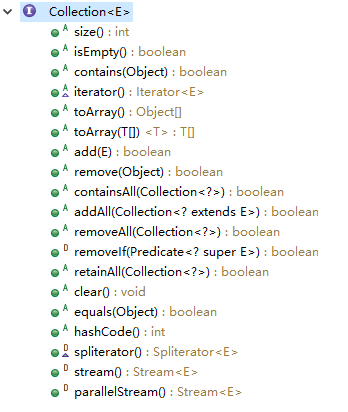 I Collection<E>
A size() : int
A isEmpty() : boolean
A contains(Object) : boolean
A iterator() : Iterator<E>
A toArray() : Object[]
A toArray(T[]) <T> : T[]
A add(E) : boolean
A remove(Object) : boolean
A containsAll(Collection<?>) : boolean
A addAll(Collection<? extends E>) : boolean
A removeAll(Collection<?>) : boolean
D removeIf(Predicate<? super E>) : boolean
A retainAll(Collection<?>) : boolean
A clear() : void
A equals(Object) : boolean
A hashCode() : int
D spliterator() : Spliterator<E>
D stream() : Stream<E>
D parallelStream() : Stream<E>